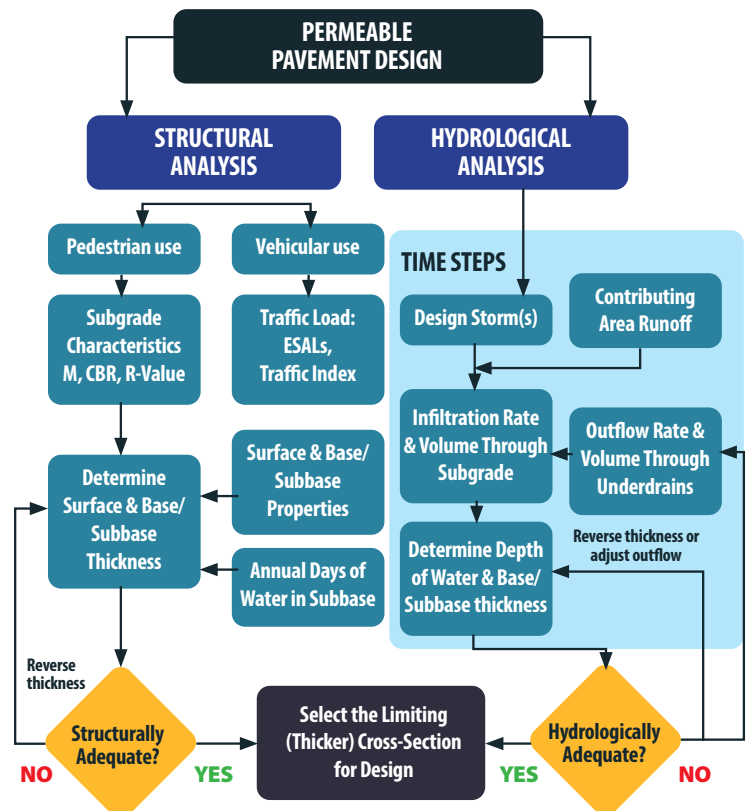 PERMEABLE
PAVEMENT DESIGN
STRUCTURAL
ANALYSIS
HYDROLOGICAL
ANALYSIS
Pedestrian use
Vehicular use
TIME STEPS
Subgrade
Characteristics
M, CBR, R-Value
Traffic Load:
ESALs,
Traffic Index
Design Storm(s)
Contributing
Area Runoff
Infiltration Rate
& Volume Through
Subgrade
Outflow Rate &
Volume Through
Underdrains
Determine
Surface & Base/
Subbase
Thickness
Surface & Base/
Subbase
Properties
Annual Days of
Water in Subbase
Reverse thickness or
adjust outflow
Determine Depth
of Water & Base/
Subbase thickness
Reverse
thickness
Structurally
Adequate?
NO
YES
Select the Limiting
(Thicker) Cross-Section
for Design
Hydrologically
Adequate?
YES
NO